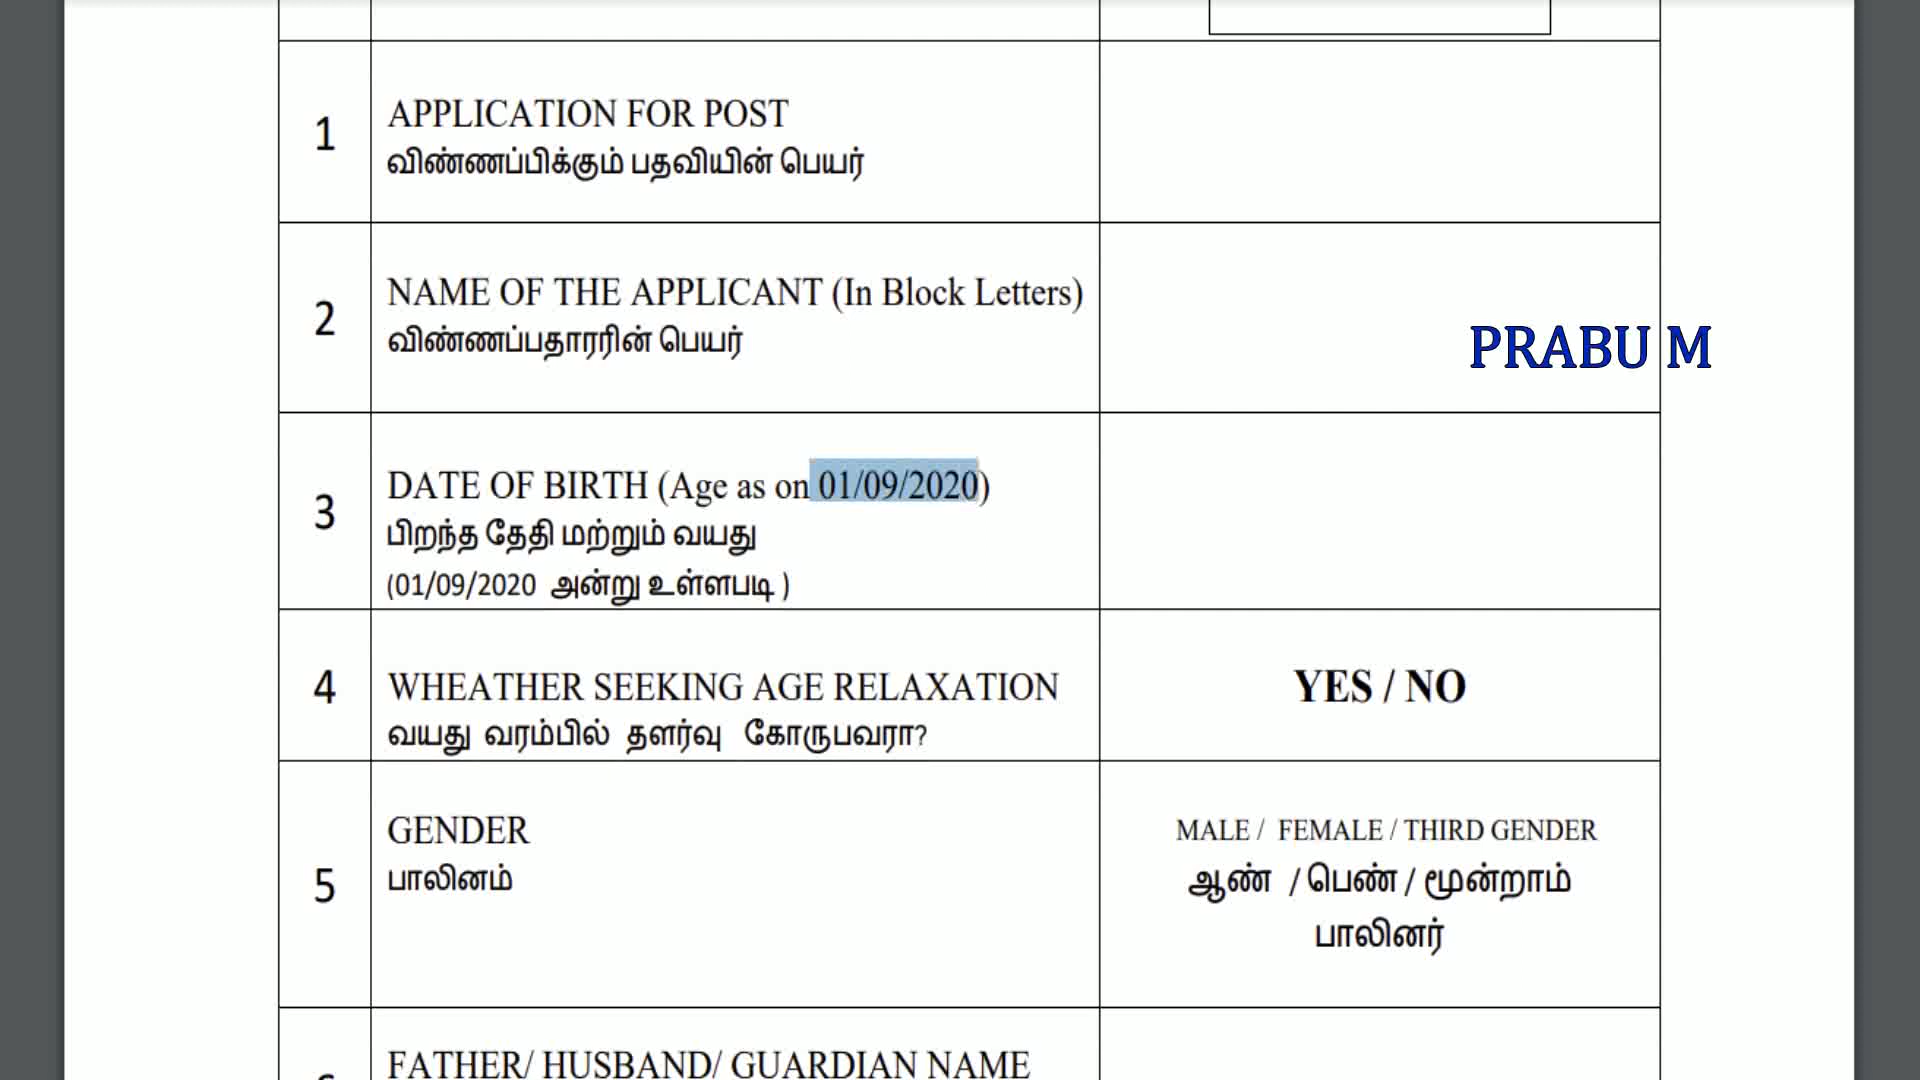 1
APPLICATION FOR POST
விண்ணப்பிக்கும் பதவியின் பெயர்
2
NAME OF THE APPLICANT (In Block Letters)
விண்ணப்பதாரரின் பெயர்
PRABU M
3
DATE OF BIRTH (Age as on 01/09/2020)
பிறந்த தேதி மற்றும் வயது
(01/09/2020 அன்று உள்ளபடி )
4
WHEATHER SEEKING AGE RELAXATION
வயது வரம்பில் தளர்வு கோருபவரா?
YES / NO
5
GENDER
பாலினம்
MALE / FEMALE / THIRD GENDER
ஆண் / பெண் / மூன்றாம்
பாலினர்
FATHER/ HUSBAND/ GUARDIAN NAME